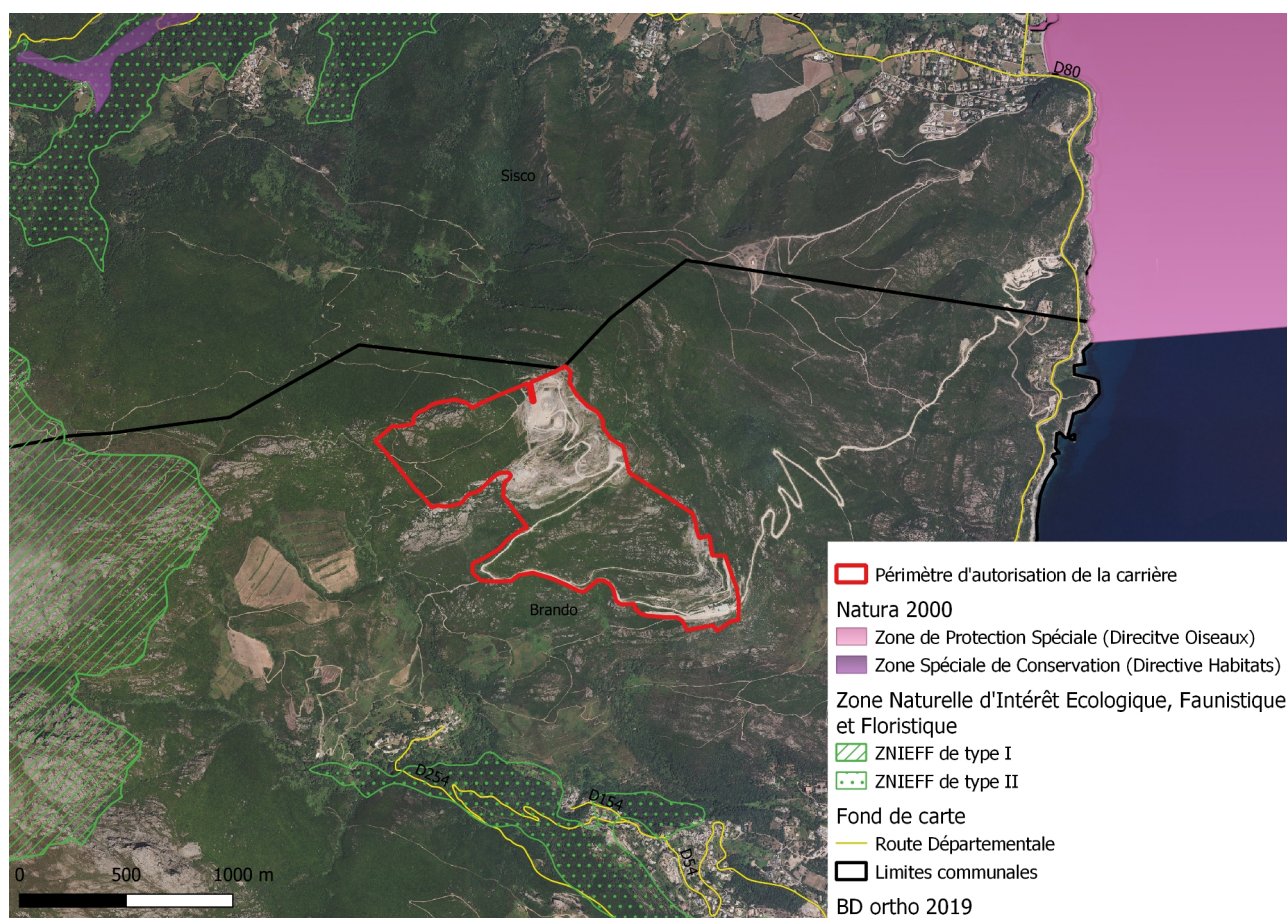 D80
Sisco
Brando
D254
D154
D54
0 500 1000 m
Périmètre d'autorisation de la carrière
Natura 2000
Zone de Protection Spéciale (Direcitve Oiseaux)
Zone Spéciale de Conservation (Directive Habitats)
Zone Naturelle d'Intérêt Ecologique, Faunistique
et Floristique
ZNIEFF de type I
ZNIEFF de type II
Fond de carte
Route Départementale
Limites communales
BD ortho 2019